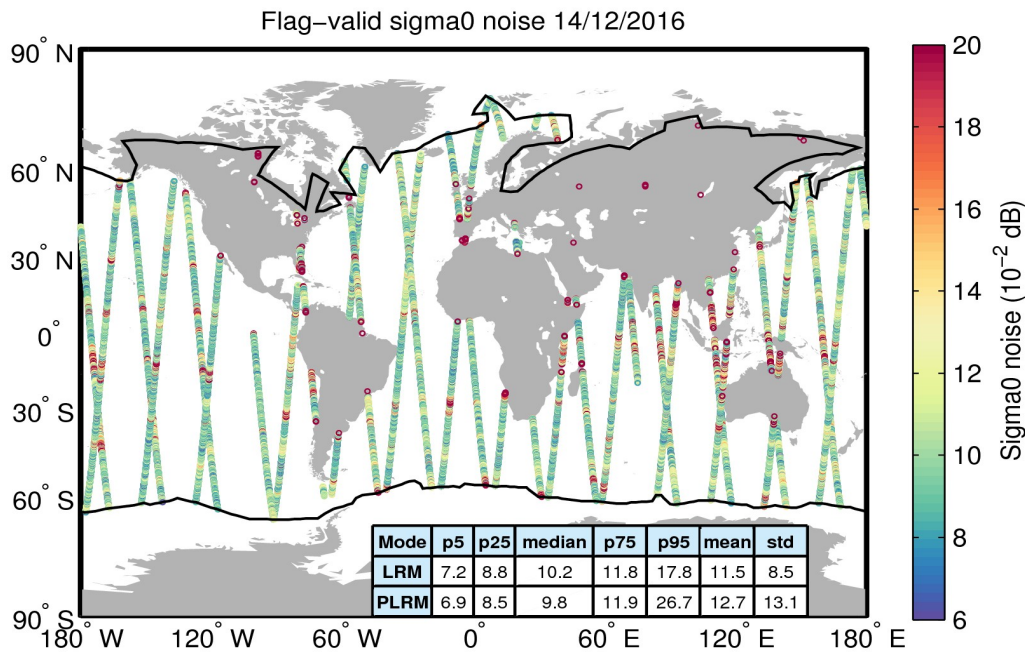 Flag−valid sigma0 noise 14/12/2016
90° N
60° N
30° N
0°
30° S
60° S
90° S
180° W
120° W
60° W
0°
60° E
120° E
180° E
Mode p5 p25 median p75 p95 mean std
LRM 7.2 8.8 10.2 11.8 17.8 11.5 8.5
PLRM 6.9 8.5 9.8 11.9 26.7 12.7 13.1
20
18
16
14
12
10
8
6
Sigma0 noise (10⁻² dB)